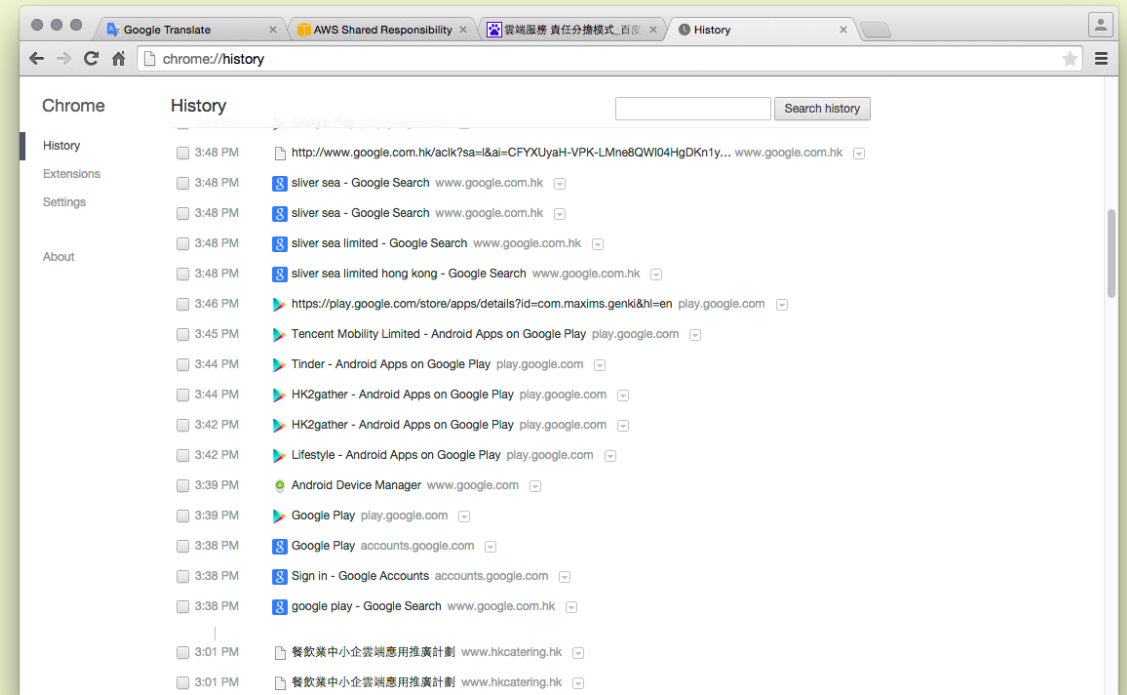 Google Translate
AWS Shared Responsibility
雲端服務 責任分擔模式_百度
History
chrome://history
Chrome
History
Search history
History
Extensions
Settings
About
3:48 PM Google Play play.google.com
3:48 PM http://www.google.com.hk/aclk?sa=l&ai=CFYXUyaH-VPK-LMne8QWI04HgDKn1y... www.google.com.hk
3:48 PM sliver sea - Google Search www.google.com.hk
3:48 PM sliver sea - Google Search www.google.com.hk
3:48 PM sliver sea limited - Google Search www.google.com.hk
3:48 PM sliver sea limited hong kong - Google Search www.google.com.hk
3:46 PM https://play.google.com/store/apps/details?id=com.maxims.genki&hl=en play.google.com
3:45 PM Tencent Mobility Limited - Android Apps on Google Play play.google.com
3:44 PM Tinder - Android Apps on Google Play play.google.com
3:44 PM HK2gather - Android Apps on Google Play play.google.com
3:42 PM HK2gather - Android Apps on Google Play play.google.com
3:42 PM Lifestyle - Android Apps on Google Play play.google.com
3:39 PM Android Device Manager www.google.com
3:39 PM Google Play play.google.com
3:38 PM Google Play accounts.google.com
3:38 PM Sign in - Google Accounts accounts.google.com
3:38 PM google play - Google Search www.google.com.hk
3:01 PM 餐飲業中小企雲端應用推廣計劃 www.hkcatering.hk
3:01 PM 餐飲業中小企雲端應用推廣計劃 www.hkcatering.hk